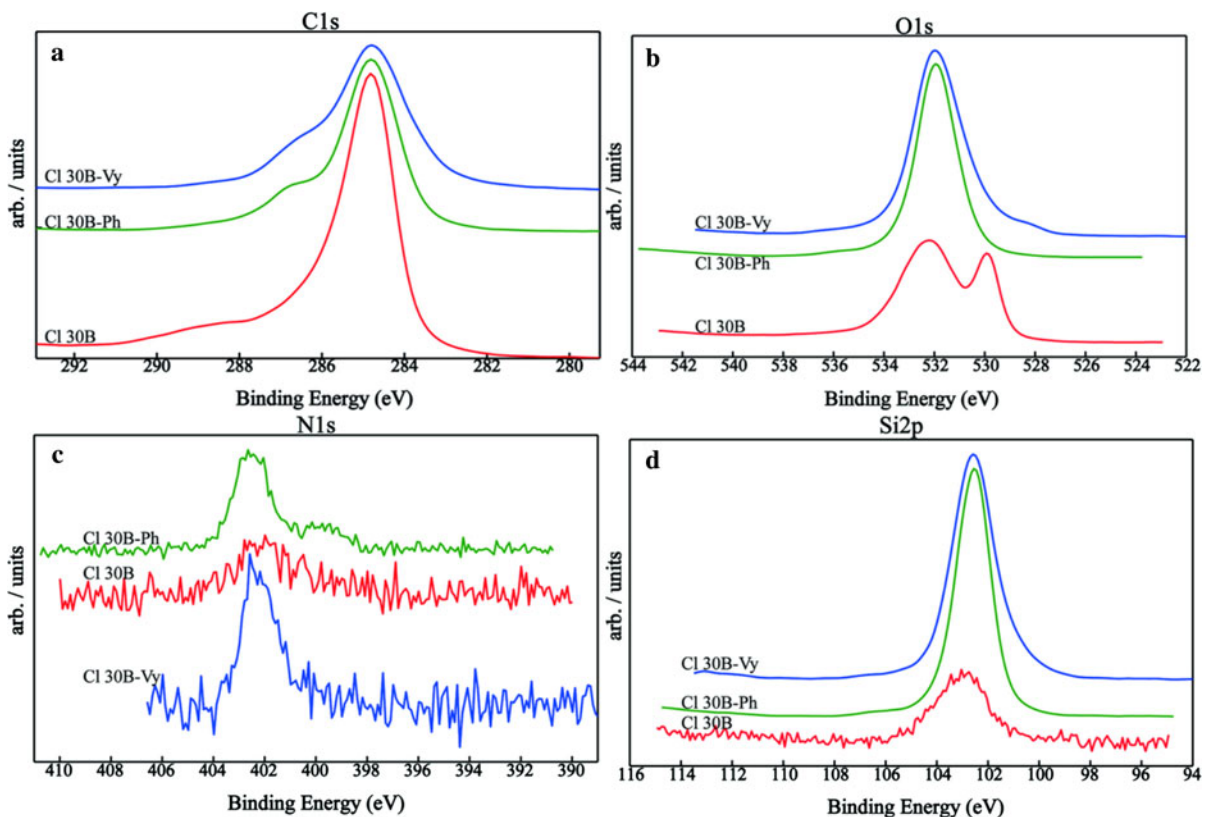 C1s
a
arb. / units
Cl 30B-Vy
Cl 30B-Ph
Cl 30B
292 290 288 286 284 282 280
Binding Energy (eV)
O1s
b
arb. / units
Cl 30B-Vy
Cl 30B-Ph
Cl 30B
544 542 540 538 536 534 532 530 528 526 524 522
Binding Energy (eV)
N1s
c
arb. / units
Cl 30B-Ph
Cl 30B
Cl 30B-Vy
410 408 406 404 402 400 398 396 394 392 390
Binding Energy (eV)
Si2p
d
arb. / units
Cl 30B-Vy
Cl 30B-Ph
Cl 30B
116 114 112 110 108 106 104 102 100 98 96 94
Binding Energy (eV)